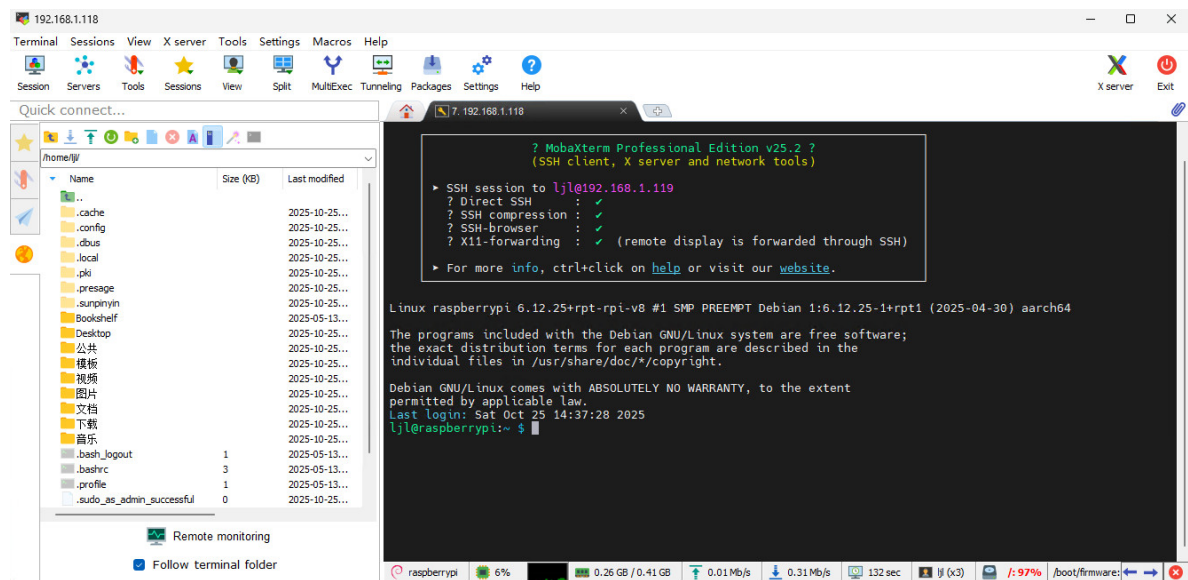 192.168.1.118
Terminal Sessions View X server Tools Settings Macros Help
Session Servers Tools Sessions View Split MultiExec Tunneling Packages Settings Help X server Exit
Quick connect...
7. 192.168.1.118
/home/ljl/
Name Size (KB) Last modified
..
.cache 2025-10-25...
.config 2025-10-25...
.dbus 2025-10-25...
.local 2025-10-25...
.pki 2025-10-25...
.presage 2025-10-25...
.sunpinyin 2025-10-25...
Bookshelf 2025-05-13...
Desktop 2025-10-25...
公共 2025-10-25...
模板 2025-10-25...
视频 2025-10-25...
图片 2025-10-25...
文档 2025-10-25...
下载 2025-10-25...
音乐 2025-10-25...
.bash_logout 1 2025-05-13...
.bashrc 3 2025-05-13...
.profile 1 2025-05-13...
.sudo_as_admin_successful 0 2025-10-25...
Remote monitoring
Follow terminal folder
? MobaXterm Professional Edition v25.2 ?
(SSH client, X server and network tools)
► SSH session to ljl@192.168.1.119
? Direct SSH : ✔
? SSH compression : ✔
? SSH-browser : ✔
? X11-forwarding : ✔ (remote display is forwarded through SSH)
► For more info, ctrl+click on help or visit our website.
Linux raspberrypi 6.12.25+rpt-rpi-v8 #1 SMP PREEMPT Debian 1:6.12.25-1+rpt1 (2025-04-30) aarch64
The programs included with the Debian GNU/Linux system are free software;
the exact distribution terms for each program are described in the
individual files in /usr/share/doc/*/copyright.
Debian GNU/Linux comes with ABSOLUTELY NO WARRANTY, to the extent
permitted by applicable law.
Last login: Sat Oct 25 14:37:28 2025
ljl@raspberrypi:~ $
raspberrypi 6% 0.26 GB / 0.41 GB 0.01 Mb/s 0.31 Mb/s 132 sec ljl (x3) /: 97% /boot/firmware: